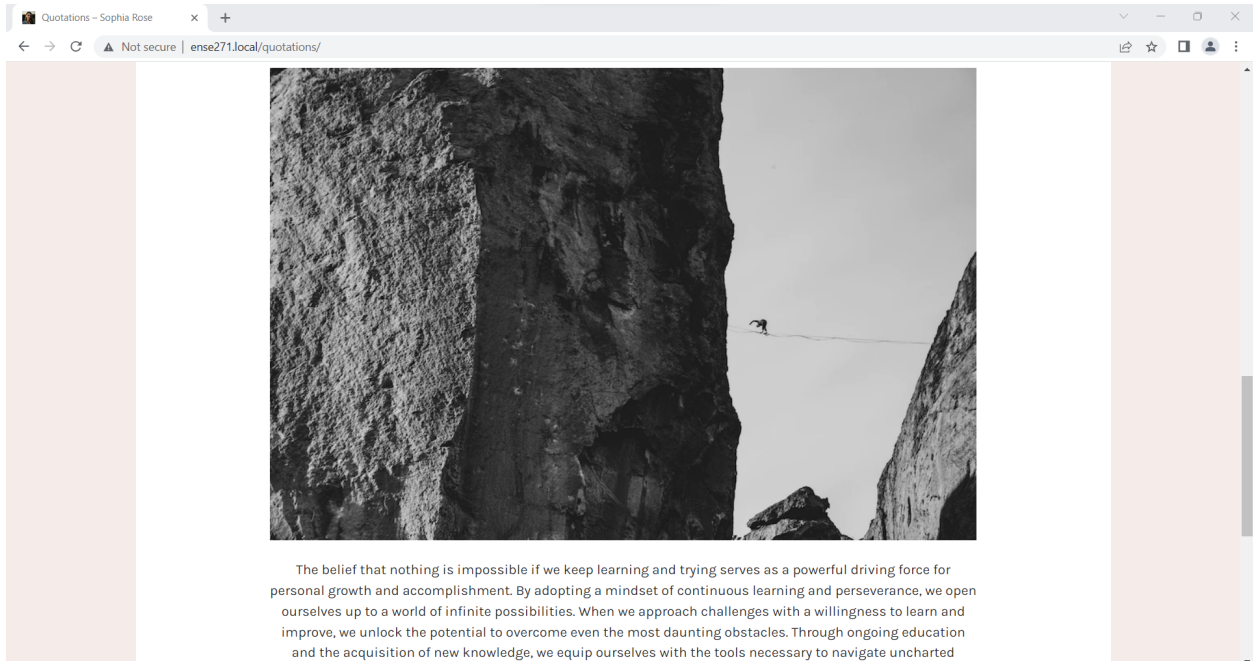 Quotations – Sophia Rose
Not secure | ense271.local/quotations/
The belief that nothing is impossible if we keep learning and trying serves as a powerful driving force for
personal growth and accomplishment. By adopting a mindset of continuous learning and perseverance, we open
ourselves up to a world of infinite possibilities. When we approach challenges with a willingness to learn and
improve, we unlock the potential to overcome even the most daunting obstacles. Through ongoing education
and the acquisition of new knowledge, we equip ourselves with the tools necessary to navigate uncharted